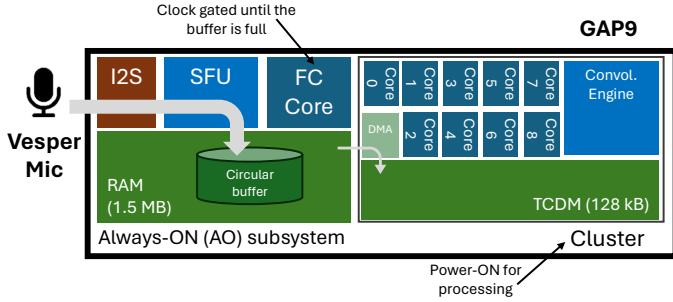 Clock gated until the
buffer is full
GAP9
I2S
SFU
FC
Core
Core
0
Core
1
Core
3
Core
5
Core
7
Convol.
Engine
Vesper
Mic
DMA
Core
2
Core
4
Core
6
Core
8
Circular
buffer
RAM
(1.5 MB)
TCDM (128 kB)
Always-ON (AO) subsystem
Cluster
Power-ON for
processing